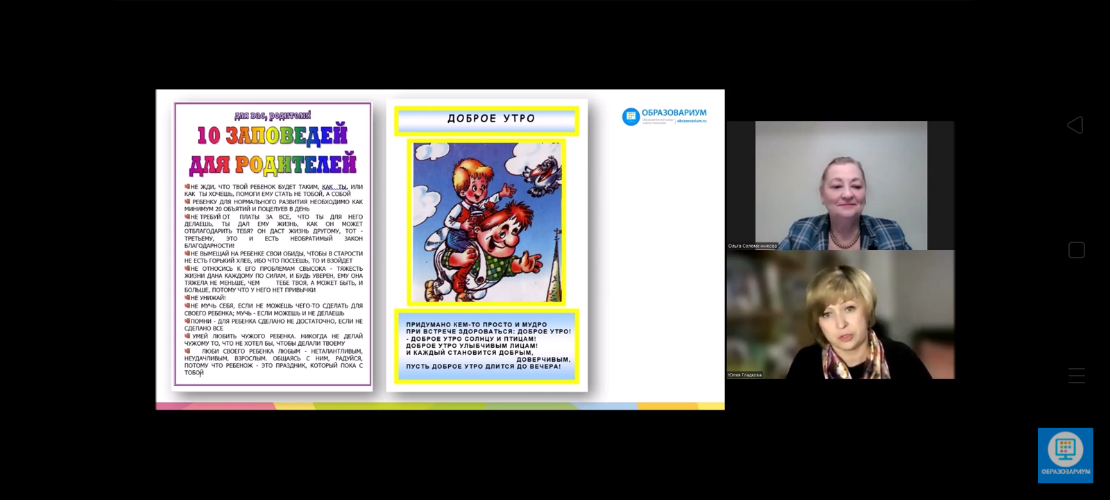 для вас, родители!
10 ЗАПОВЕДЕЙ
ДЛЯ РОДИТЕЛЕЙ
НЕ ЖДИ, ЧТО ТВОЙ РЕБЕНОК БУДЕТ ТАКИМ, КАК ТЫ, ИЛИ
КАК ТЫ ХОЧЕШЬ, ПОМОГИ ЕМУ СТАТЬ НЕ ТОБОЙ, А СОБОЙ
РЕБЕНКУ ДЛЯ НОРМАЛЬНОГО РАЗВИТИЯ НЕОБХОДИМО КАК
МИНИМУМ 20 ОБЪЯТИЙ И ПОЦЕЛУЕВ В ДЕНЬ
НЕ ТРЕБУЙ ОТ ПЛАТЫ ЗА ВСЕ, ЧТО ТЫ ДЛЯ НЕГО
ДЕЛАЕШЬ, ТЫ ДАЛ ЕМУ ЖИЗНЬ, КАК ОН МОЖЕТ
ОТБЛАГОДАРИТЬ ТЕБЯ? ОН ДАСТ ЖИЗНЬ ДРУГОМУ, ТОТ -
ТРЕТЬЕМУ, ЭТО И ЕСТЬ НЕОБРАТИМЫЙ ЗАКОН
БЛАГОДАРНОСТИ!
НЕ ВЫМЕЩАЙ НА РЕБЕНКЕ СВОИ ОБИДЫ, ЧТОБЫ В СТАРОСТИ
НЕ ЕСТЬ ГОРЬКИЙ ХЛЕБ, ИБО ЧТО ПОСЕЕШЬ, ТО И ВЗОЙДЕТ
НЕ ОТНОСИСЬ К ЕГО ПРОБЛЕМАМ СВЫСОКА - ТЯЖЕСТЬ
ЖИЗНИ ДАНА КАЖДОМУ ПО СИЛАМ, И БУДЬ УВЕРЕН, ЕМУ ОНА
ТЯЖЕЛА НЕ МЕНЬШЕ, ЧЕМ ТЕБЕ ТВОЯ, А МОЖЕТ БЫТЬ, И
БОЛЬШЕ, ПОТОМУ ЧТО У НЕГО НЕТ ПРИВЫЧКИ
НЕ УНИЖАЙ!
НЕ МУЧЬ СЕБЯ, ЕСЛИ НЕ МОЖЕШЬ ЧЕГО-ТО СДЕЛАТЬ ДЛЯ
СВОЕГО РЕБЕНКА; МУЧЬ - ЕСЛИ МОЖЕШЬ И НЕ ДЕЛАЕШЬ
ПОМНИ - ДЛЯ РЕБЕНКА СДЕЛАНО НЕ ДОСТАТОЧНО, ЕСЛИ НЕ
СДЕЛАНО ВСЕ
УМЕЙ ЛЮБИТЬ ЧУЖОГО РЕБЕНКА. НИКОГДА НЕ ДЕЛАЙ
ЧУЖОМУ ТО, ЧТО НЕ ХОТЕЛ БЫ, ЧТОБЫ ДЕЛАЛИ ТВОЕМУ
ЛЮБИ СВОЕГО РЕБЕНКА ЛЮБЫМ - НЕТАЛАНТЛИВЫМ,
НЕУДАЧЛИВЫМ, ВЗРОСЛЫМ. ОБЩАЯСЬ С НИМ, РАДУЙСЯ,
ПОТОМУ ЧТО РЕБЕНОК - ЭТО ПРАЗДНИК, КОТОРЫЙ ПОКА С
ТОБОЙ
ДОБРОЕ УТРО
ПРИДУМАНО КЕМ-ТО ПРОСТО И МУДРО
ПРИ ВСТРЕЧЕ ЗДОРОВАТЬСЯ: ДОБРОЕ УТРО!
- ДОБРОЕ УТРО СОЛНЦУ И ПТИЦАМ!
ДОБРОЕ УТРО УЛЫБЧИВЫМ ЛИЦАМ!
И КАЖДЫЙ СТАНОВИТСЯ ДОБРЫМ,
ДОВЕРЧИВЫМ,
ПУСТЬ ДОБРОЕ УТРО ДЛИТСЯ ДО ВЕЧЕРА!
ОБРАЗОВАРИУМ
obrazovarium.ru
Ольга Соломенникова
Юлия Гладкова
ОБРАЗОВАРИУМ